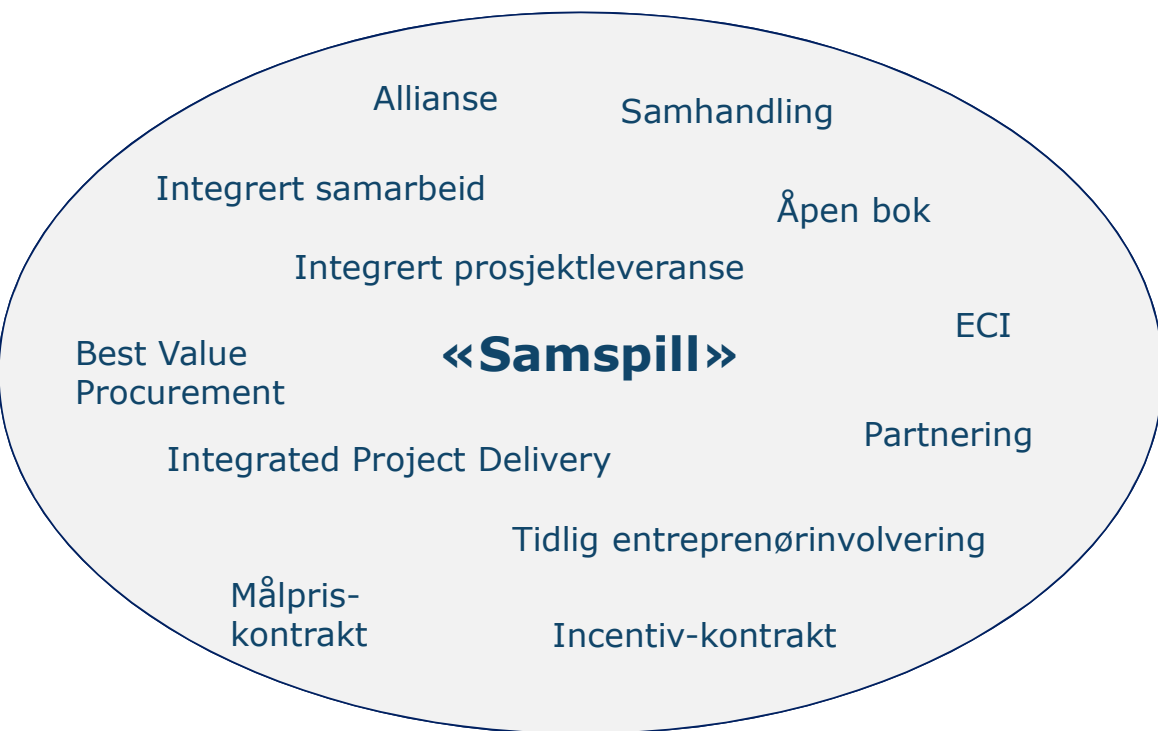 Allianse
Samhandling
Integrert samarbeid
Åpen bok
Integrert prosjektleveranse
ECI
Best Value
Procurement
«Samspill»
Partnering
Integrated Project Delivery
Tidlig entreprenørinvolvering
Målpris-
kontrakt
Incentiv-kontrakt